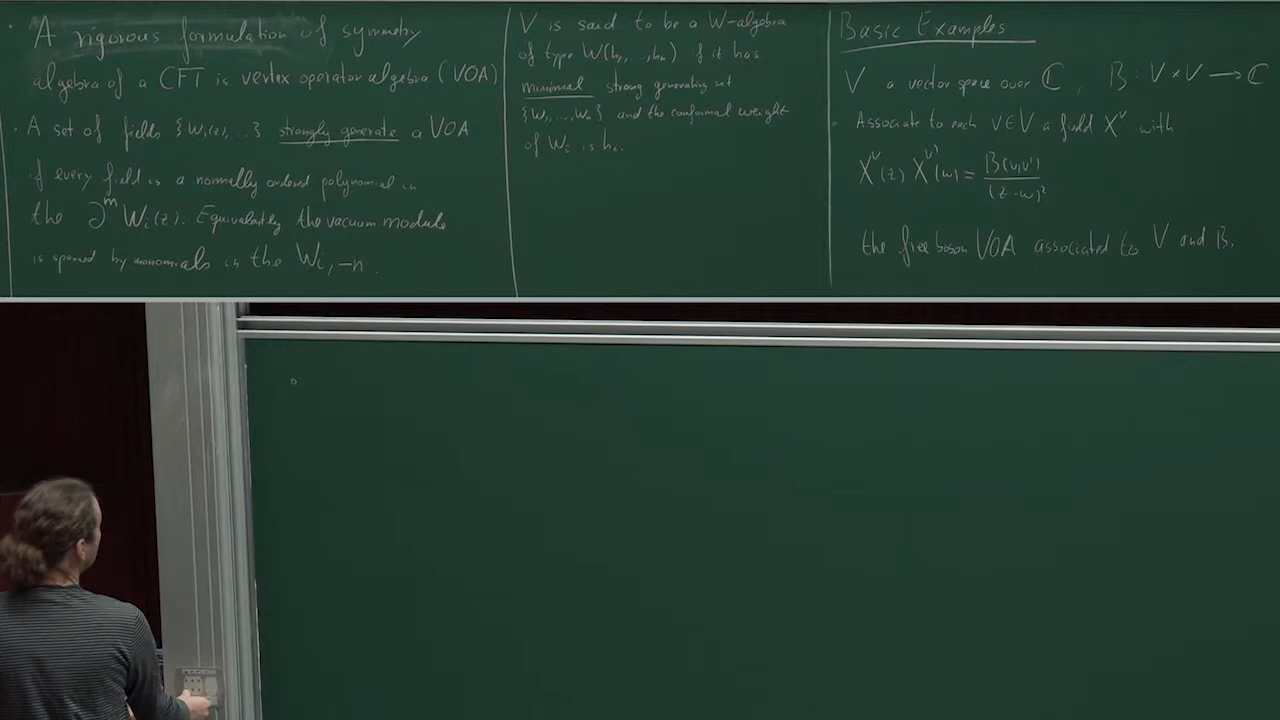 A rigorous formulation of symmetry
algebra of a CFT is vertex operator algebra (VOA)
· A set of fields {W_1(z), ...} strongly generate a VOA
if every field is a normally ordered polynomial in
the ∂^m W_i(z). Equivalently the vacuum module
is spanned by monomials in the W_{i,-n}.
V is said to be a W-algebra
of type W(h_1,...,h_n) if it has
minimal strong generating set
{W_1,...,W_n} and the conformal weight
of W_i is h_i.
Basic Examples
V a vector space over ℂ, B: V × V → ℂ
· Associate to each v ∈ V a field X^v with
X^v(z) X^{v'}(w) = B(v,v') / (z-w)^2
the free boson VOA associated to V and B.